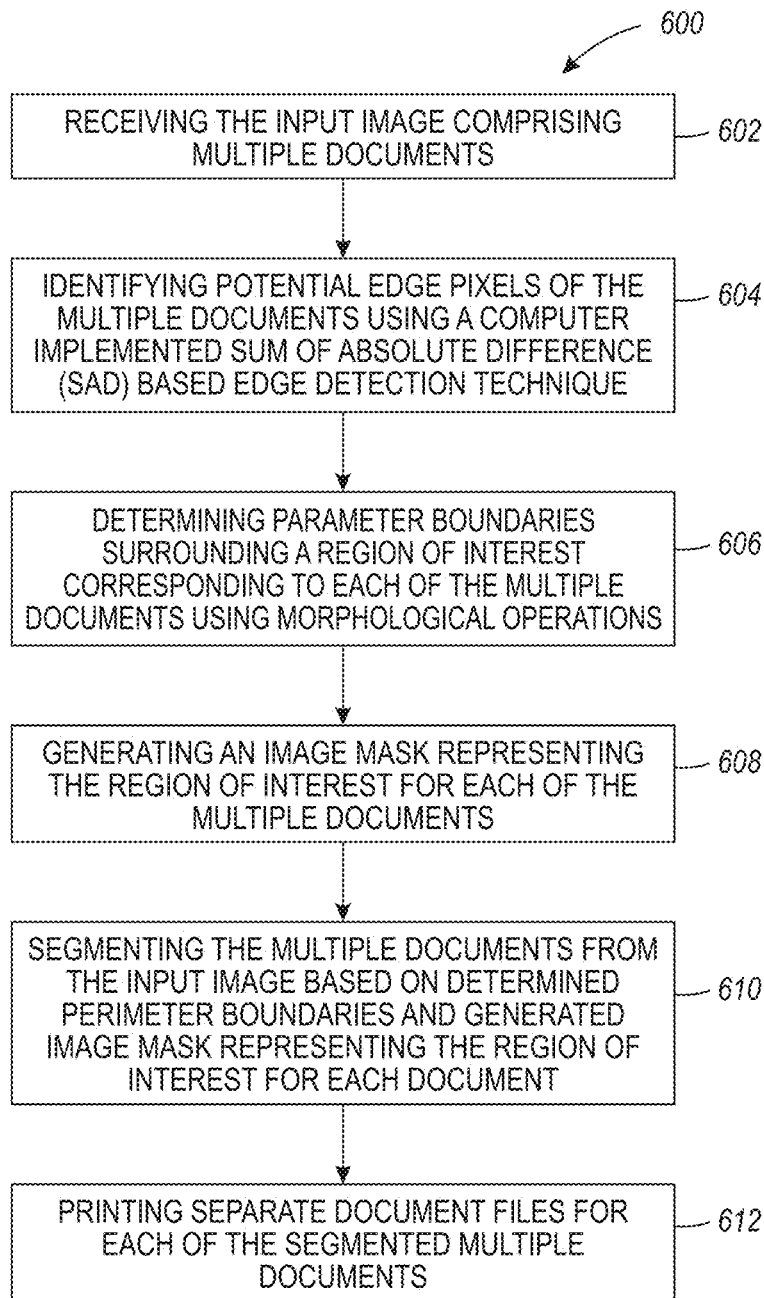 600
RECEIVING THE INPUT IMAGE COMPRISING
MULTIPLE DOCUMENTS
602
IDENTIFYING POTENTIAL EDGE PIXELS OF THE
MULTIPLE DOCUMENTS USING A COMPUTER
IMPLEMENTED SUM OF ABSOLUTE DIFFERENCE
(SAD) BASED EDGE DETECTION TECHNIQUE
604
DETERMINING PARAMETER BOUNDARIES
SURROUNDING A REGION OF INTEREST
CORRESPONDING TO EACH OF THE MULTIPLE
DOCUMENTS USING MORPHOLOGICAL OPERATIONS
606
GENERATING AN IMAGE MASK REPRESENTING
THE REGION OF INTEREST FOR EACH OF THE
MULTIPLE DOCUMENTS
608
SEGMENTING THE MULTIPLE DOCUMENTS FROM
THE INPUT IMAGE BASED ON DETERMINED
PERIMETER BOUNDARIES AND GENERATED
IMAGE MASK REPRESENTING THE REGION OF
INTEREST FOR EACH DOCUMENT
610
PRINTING SEPARATE DOCUMENT FILES FOR
EACH OF THE SEGMENTED MULTIPLE
DOCUMENTS
612